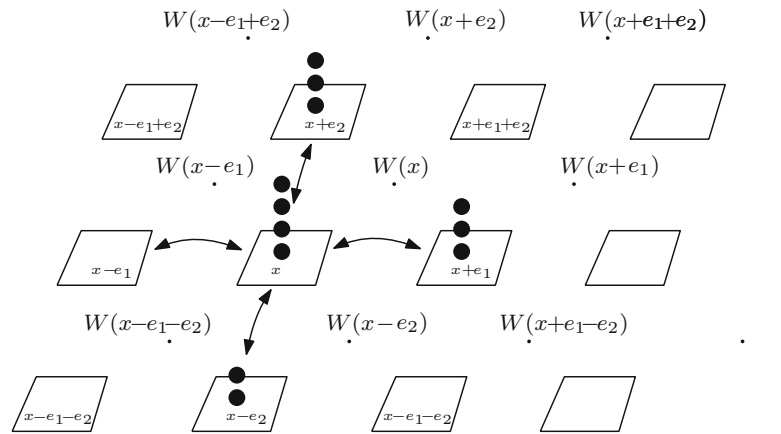 W(x−e₁+e₂) W(x+e₂) W(x+e₁+e₂)
x−e₁+e₂ x+e₂ x+e₁+e₂
W(x−e₁) W(x) W(x+e₁)
x−e₁ x x+e₁
W(x−e₁−e₂) W(x−e₂) W(x+e₁−e₂)
x−e₁−e₂ x−e₂ x−e₁−e₂